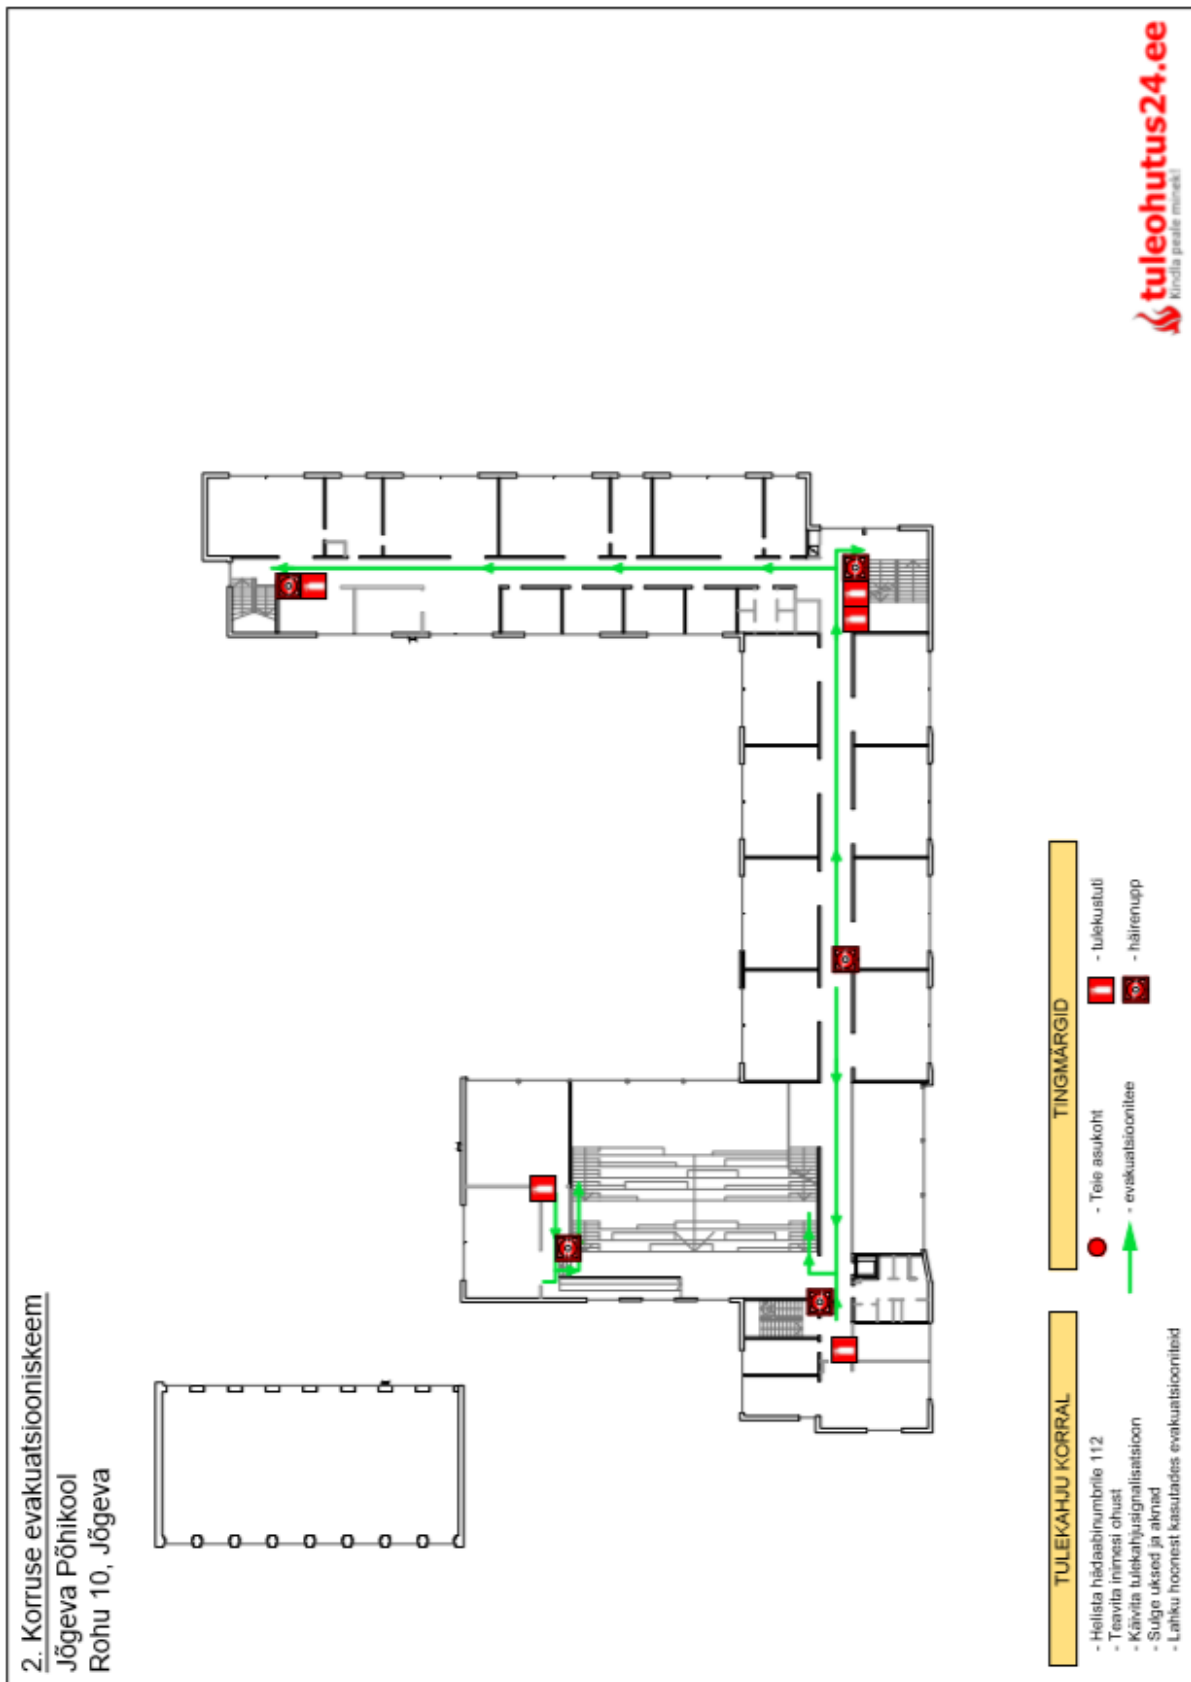 2. Korruse evakuatsiooniskeem
Jõgeva Põhikool
Rohu 10, Jõgeva
TULEKAHJU KORRAL
- Helista hädaabinumbrile 112
- Teavita inimesi ohust
- Käivita tulekahjusignalisatsioon
- Sulge uksed ja aknad
- Lahku hoonest kasutades evakuatsiooniteid
TINGMÄRGID
- Teie asukoht
- evakuatsioonitee
- tulekustuti
- häirenupp
tuleohutus24.ee
Kindla peale minek!